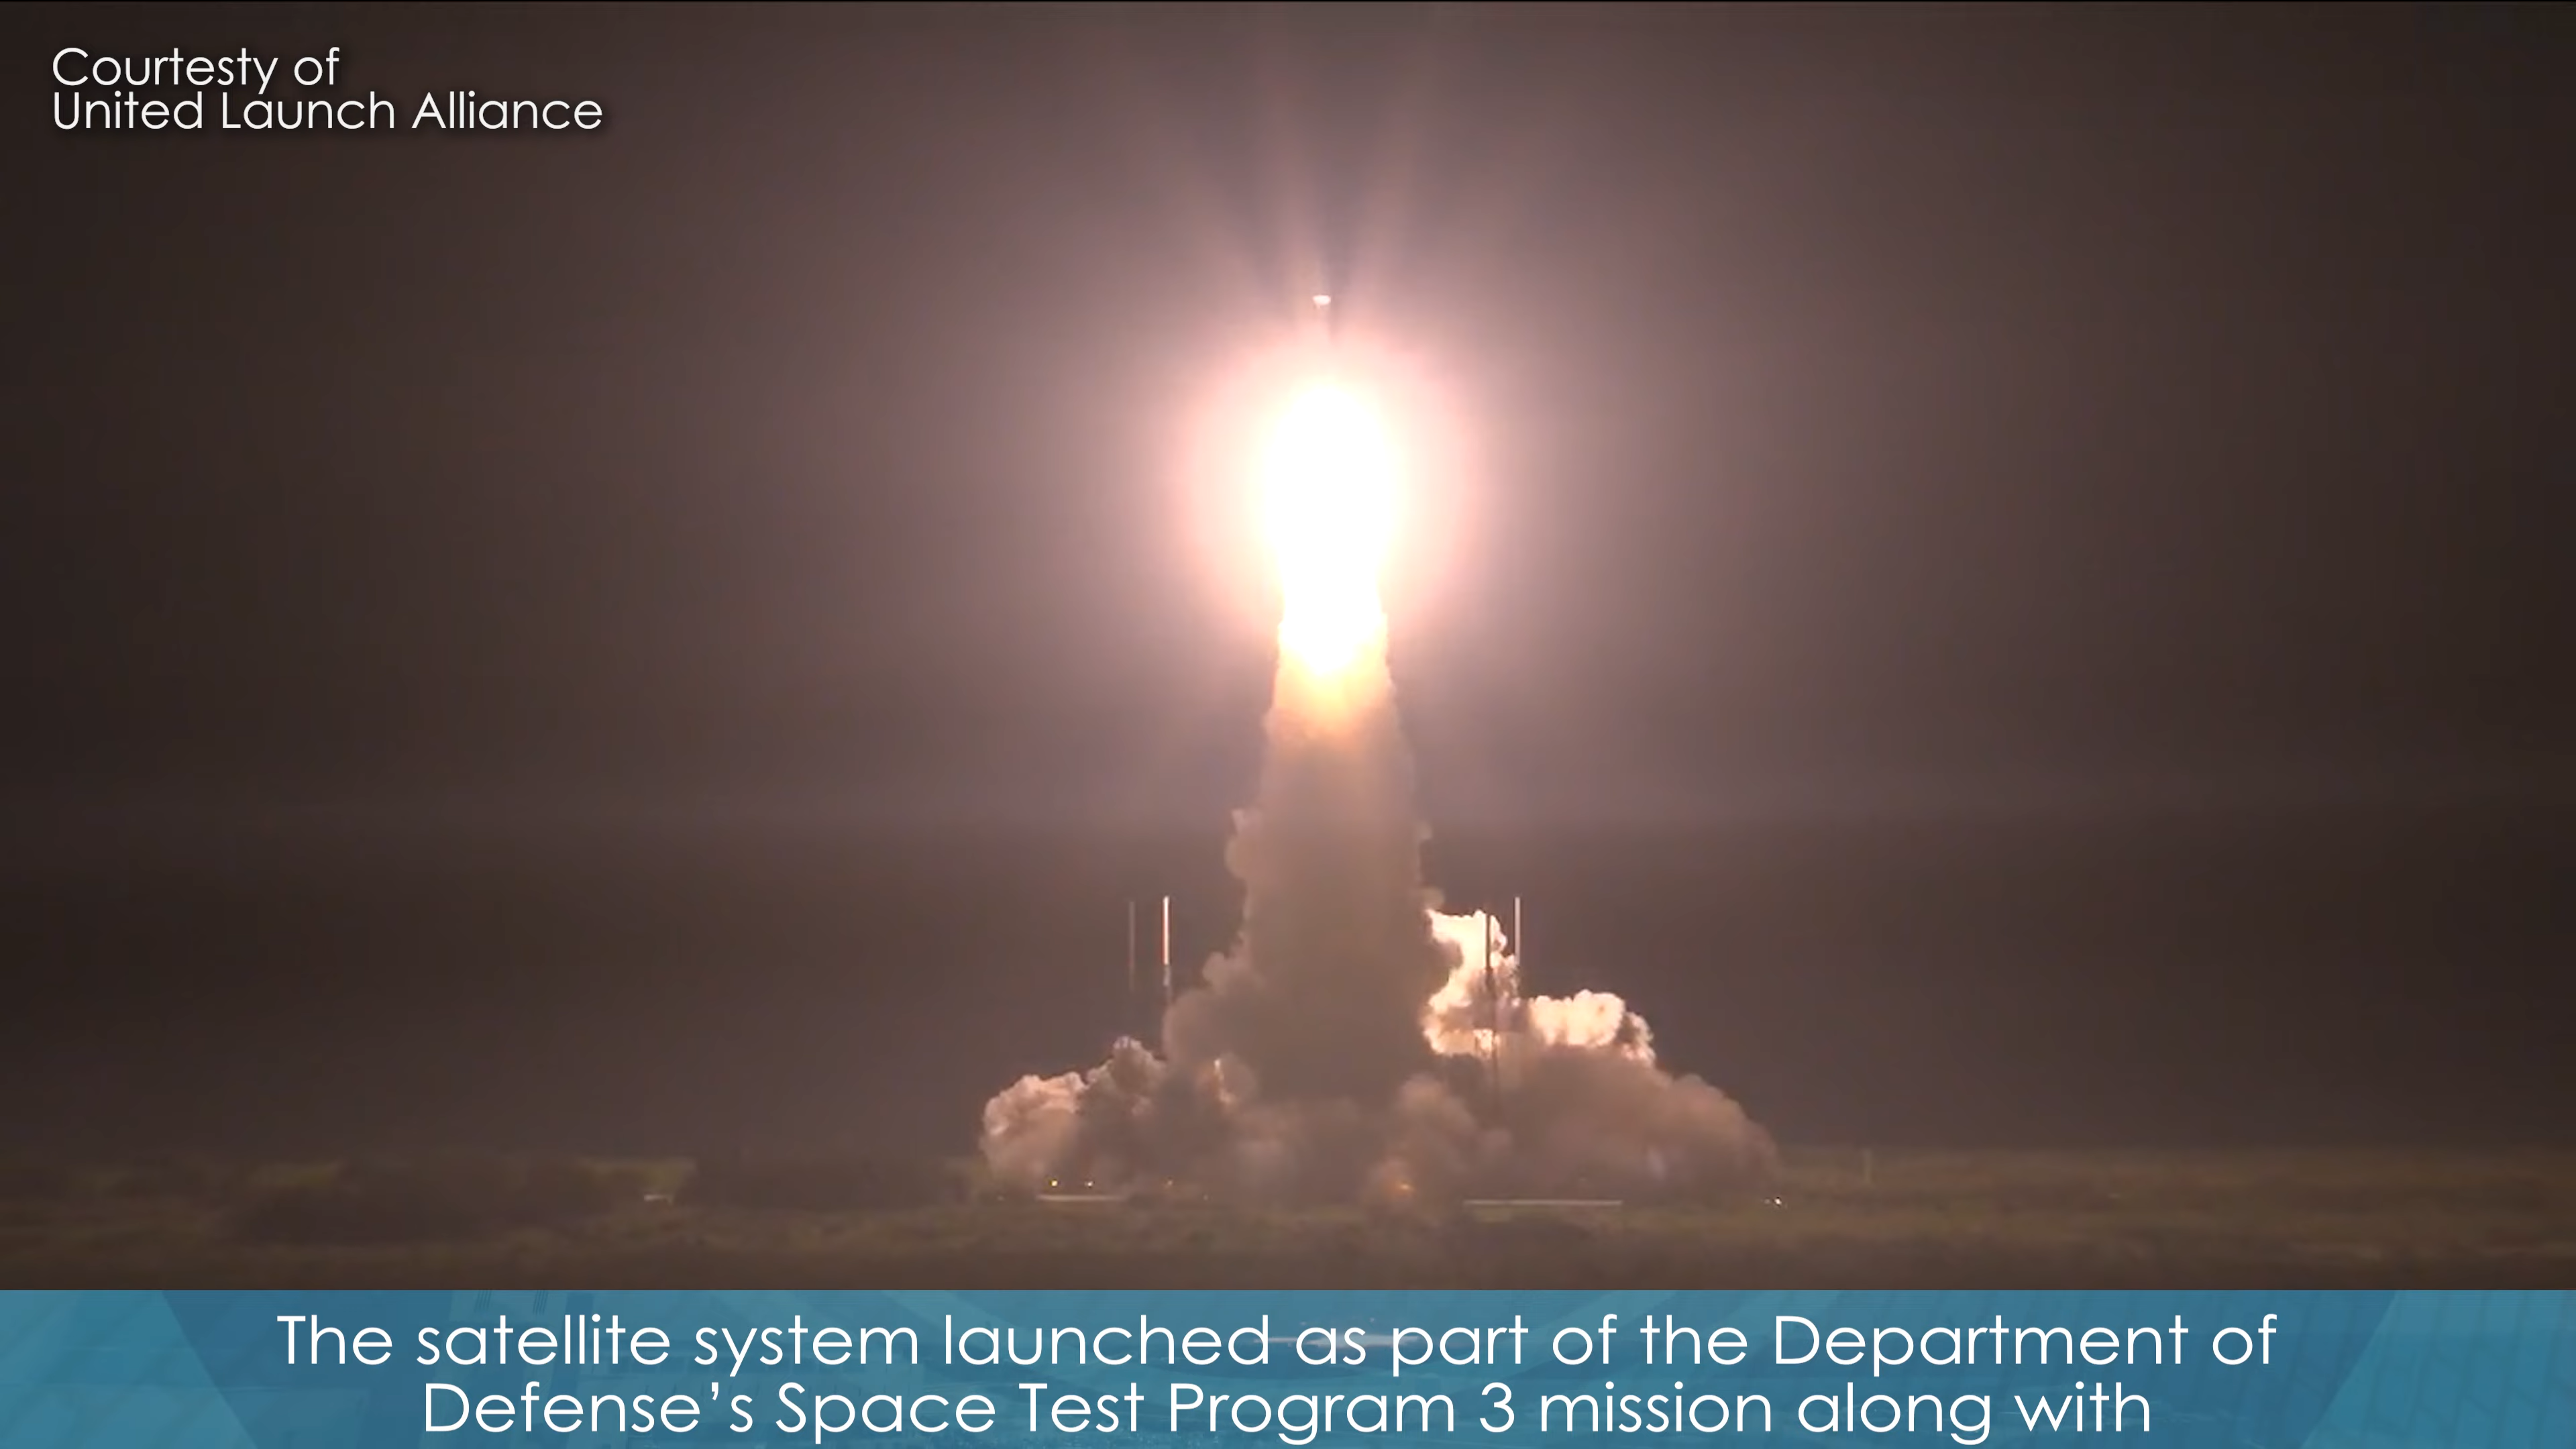 Courtesty of
United Launch Alliance
The satellite system launched as part of the Department of
Defense’s Space Test Program 3 mission along with